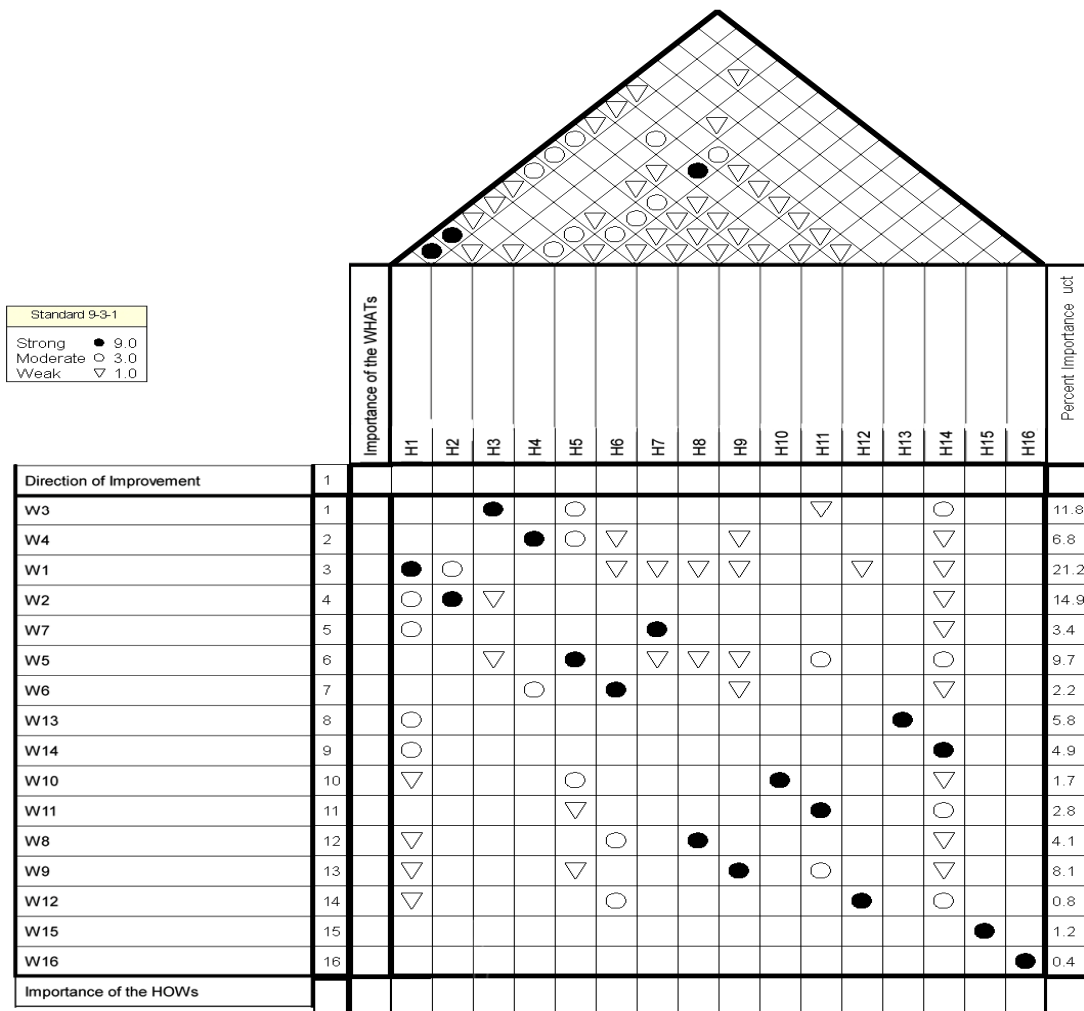 Standard 9-3-1
Strong ● 9.0
Moderate ○ 3.0
Weak ▽ 1.0
Importance of the WHATs
H1
H2
H3
H4
H5
H6
H7
H8
H9
H10
H11
H12
H13
H14
H15
H16
Percent Importance uct
Direction of Improvement 1
W3 1 11.8
W4 2 6.8
W1 3 21.2
W2 4 14.9
W7 5 3.4
W5 6 9.7
W6 7 2.2
W13 8 5.8
W14 9 4.9
W10 10 1.7
W11 11 2.8
W8 12 4.1
W9 13 8.1
W12 14 0.8
W15 15 1.2
W16 16 0.4
Importance of the HOWs